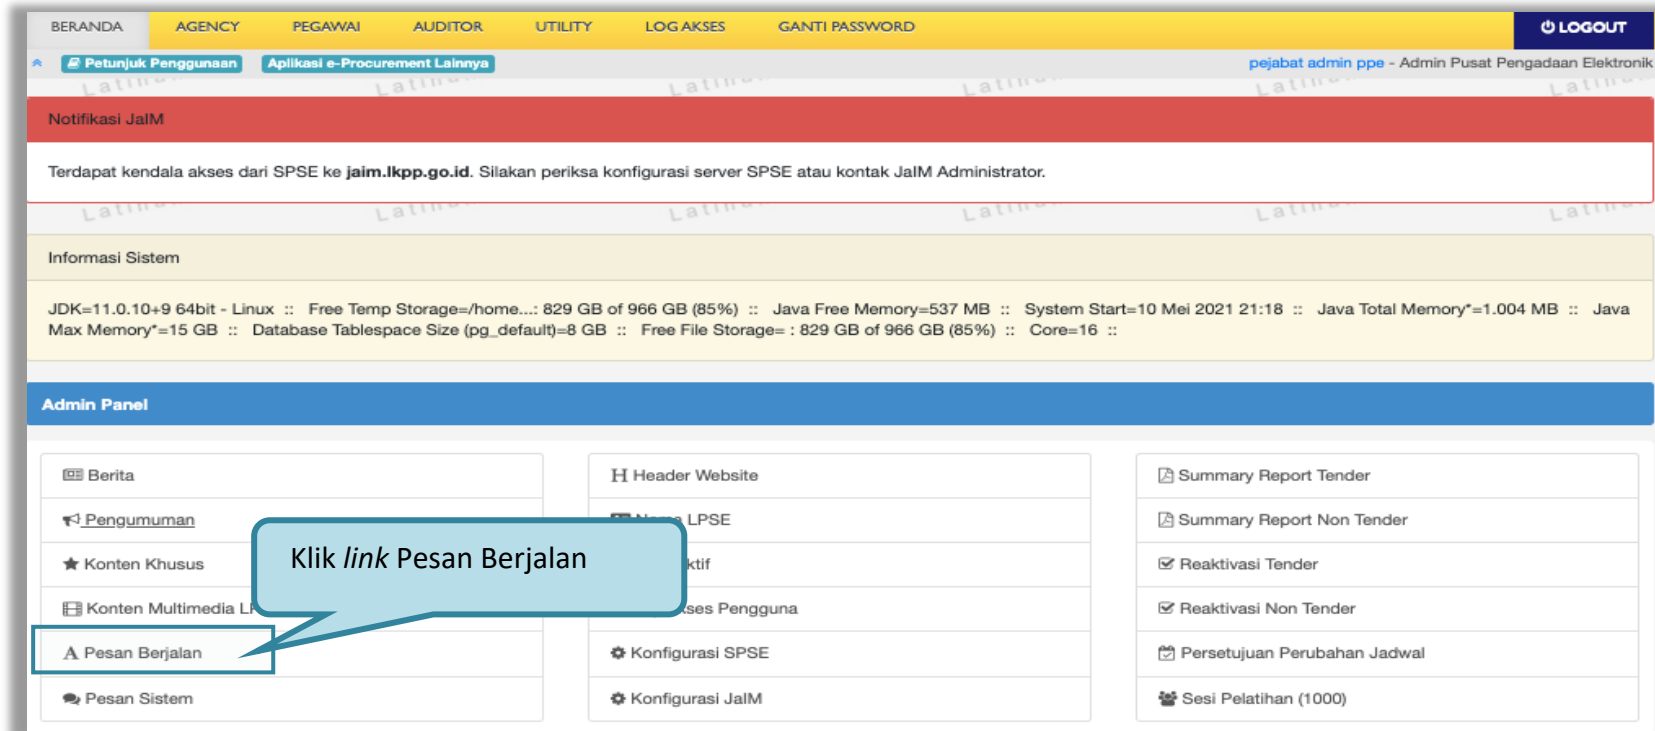 BERANDA AGENCY PEGAWAI AUDITOR UTILITY LOG AKSES GANTI PASSWORD LOGOUT
Petunjuk Penggunaan Aplikasi e-Procurement Lainnya pejabat admin ppe - Admin Pusat Pengadaan Elektronik
Notifikasi JaIM
Terdapat kendala akses dari SPSE ke jaim.lkpp.go.id. Silakan periksa konfigurasi server SPSE atau kontak JaIM Administrator.
Informasi Sistem
JDK=11.0.10+9 64bit - Linux :: Free Temp Storage=/home...: 829 GB of 966 GB (85%) :: Java Free Memory=537 MB :: System Start=10 Mei 2021 21:18 :: Java Total Memory*=1.004 MB :: Java
Max Memory*=15 GB :: Database Tablespace Size (pg_default)=8 GB :: Free File Storage= : 829 GB of 966 GB (85%) :: Core=16 ::
Admin Panel
Berita
Pengumuman
Konten Khusus
Konten Multimedia
Pesan Berjalan
Pesan Sistem
Klik link Pesan Berjalan
Header Website
LPSE
Pengguna
Konfigurasi SPSE
Konfigurasi JaIM
Summary Report Tender
Summary Report Non Tender
Reaktivasi Tender
Reaktivasi Non Tender
Persetujuan Perubahan Jadwal
Sesi Pelatihan (1000)